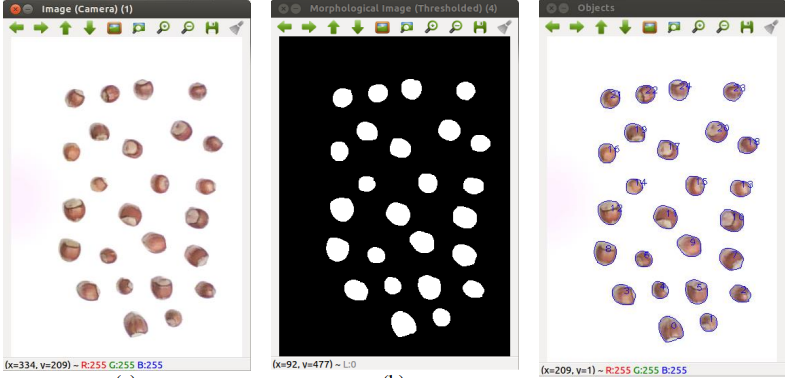 Image (Camera) (1)
Morphological Image (Thresholded) (4)
Objects
21 22 24 23
19 17 20 18
16
14 15 13
12 11 10
8 6 9 7
3 4 5 2
0 1
(x=334, y=209) ~ R:255 G:255 B:255
(x=92, y=477) ~ L:0
(x=209, y=1) ~ R:255 G:255 B:255